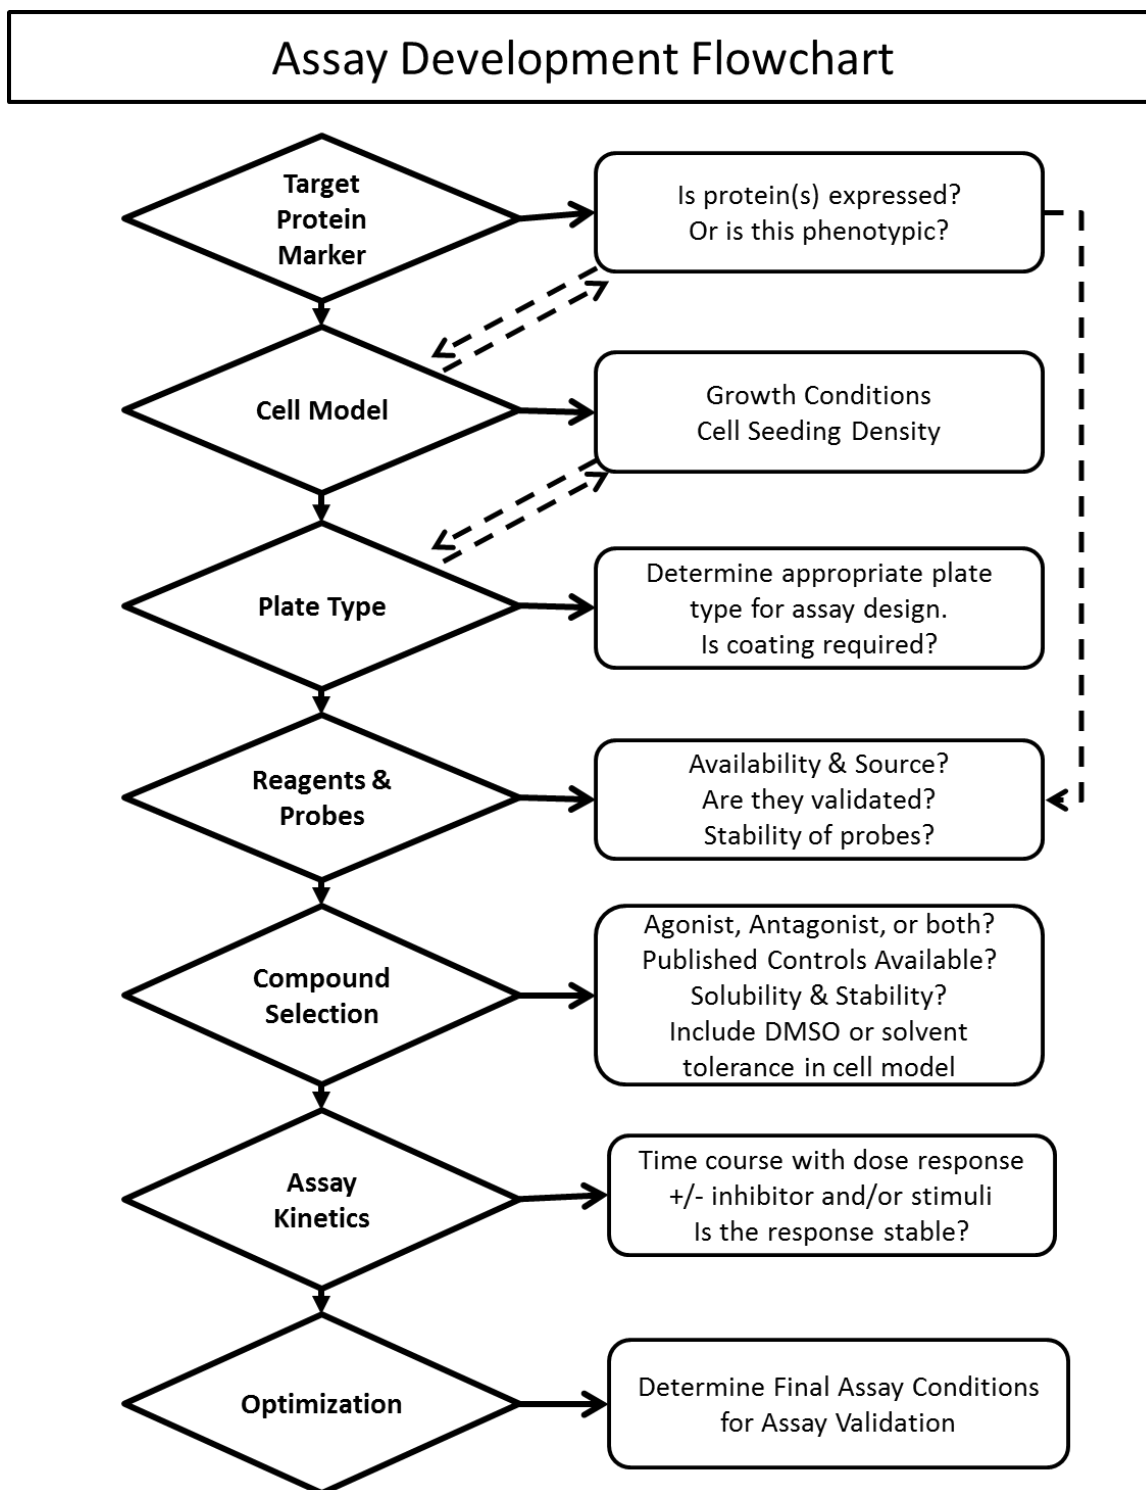 Assay Development Flowchart
Target
Protein
Marker
Is protein(s) expressed?
Or is this phenotypic?
Cell Model
Growth Conditions
Cell Seeding Density
Plate Type
Determine appropriate plate
type for assay design.
Is coating required?
Reagents &
Probes
Availability & Source?
Are they validated?
Stability of probes?
Compound
Selection
Agonist, Antagonist, or both?
Published Controls Available?
Solubility & Stability?
Include DMSO or solvent
tolerance in cell model
Assay
Kinetics
Time course with dose response
+/- inhibitor and/or stimuli
Is the response stable?
Optimization
Determine Final Assay Conditions
for Assay Validation